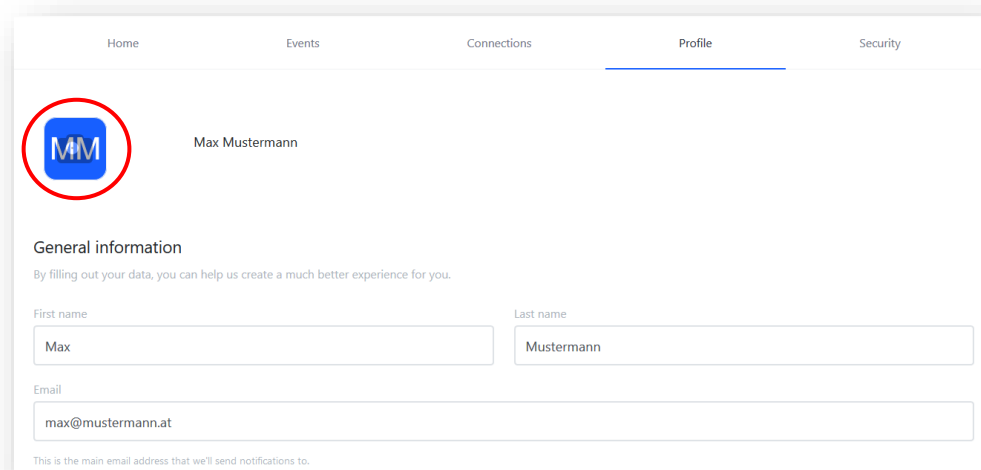 Home Events Connections Profile Security
MM
Max Mustermann
General information
By filling out your data, you can help us create a much better experience for you.
First name Last name
Max Mustermann
Email
max@mustermann.at
This is the main email address that we'll send notifications to.